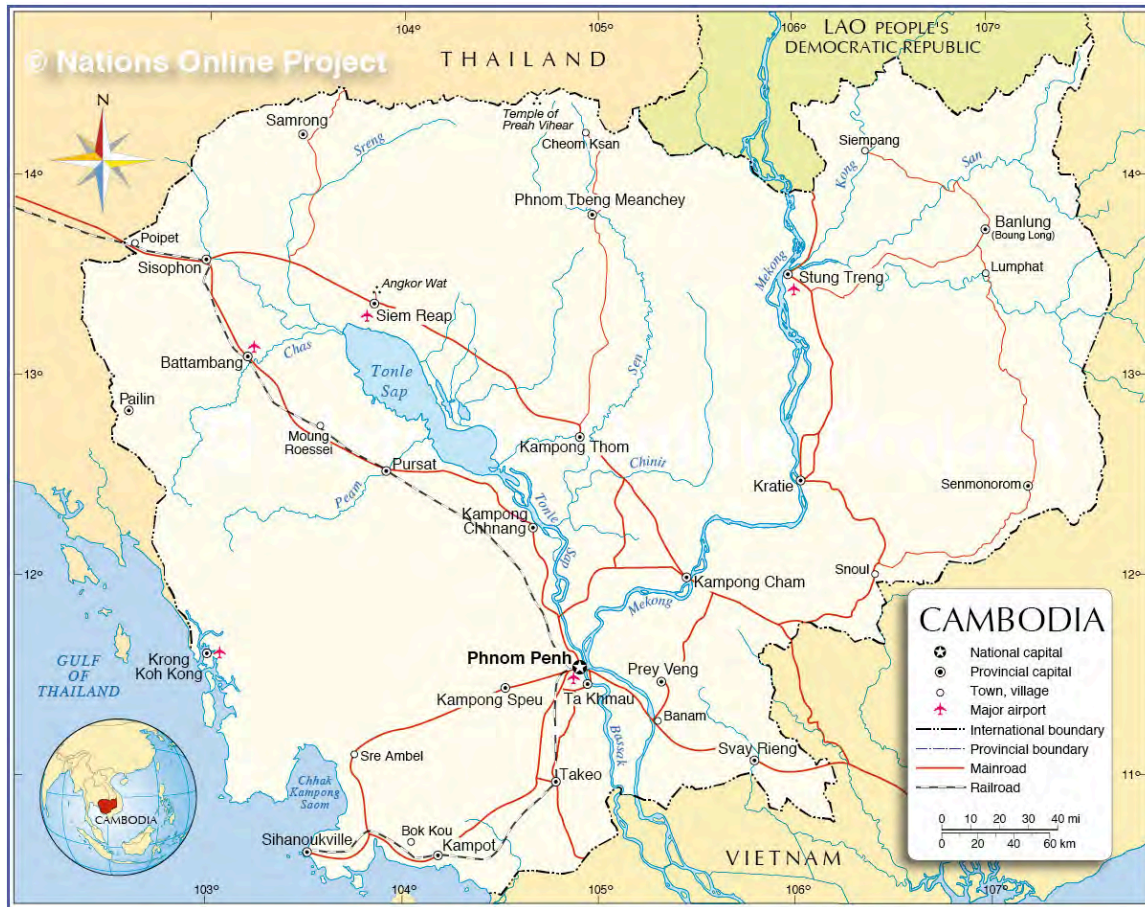 © Nations Online Project
103°
104°
105°
106°
107°
THAILAND
LAO PEOPLE'S
DEMOCRATIC REPUBLIC
N
Samrong
Sreng
Temple of
Preah Vihear
Cheom Ksan
Siempang
Kong
San
14°
14°
Phnom Tbeng Meanchey
Banlung
(Boung Long)
Poipet
Sisophon
Mekong
Stung Treng
Lumphat
Angkor Wat
Siem Reap
Chas
Battambang
Tonle
Sap
Sen
13°
13°
Pailin
Moung
Roessei
Kampong Thom
Pursat
Chinit
Kratie
Senmonorom
Peam
Kampong
Chhnang
Tonle
Sap
12°
12°
Kampong Cham
Snoul
Mekong
GULF
OF
THAILAND
Krong
Koh Kong
Phnom Penh
Prey Veng
Kampong Speu
Ta Khmau
Banam
Bassak
Svay Rieng
Sre Ambel
11°
11°
Chhak
Kampong
Saom
Takeo
Sihanoukville
Bok Kou
Kampot
VIETNAM
CAMBODIA
CAMBODIA
National capital
Provincial capital
Town, village
Major airport
International boundary
Provincial boundary
Mainroad
Railroad
0 10 20 30 40 mi
0 20 40 60 km
103°
104°
105°
106°
107°